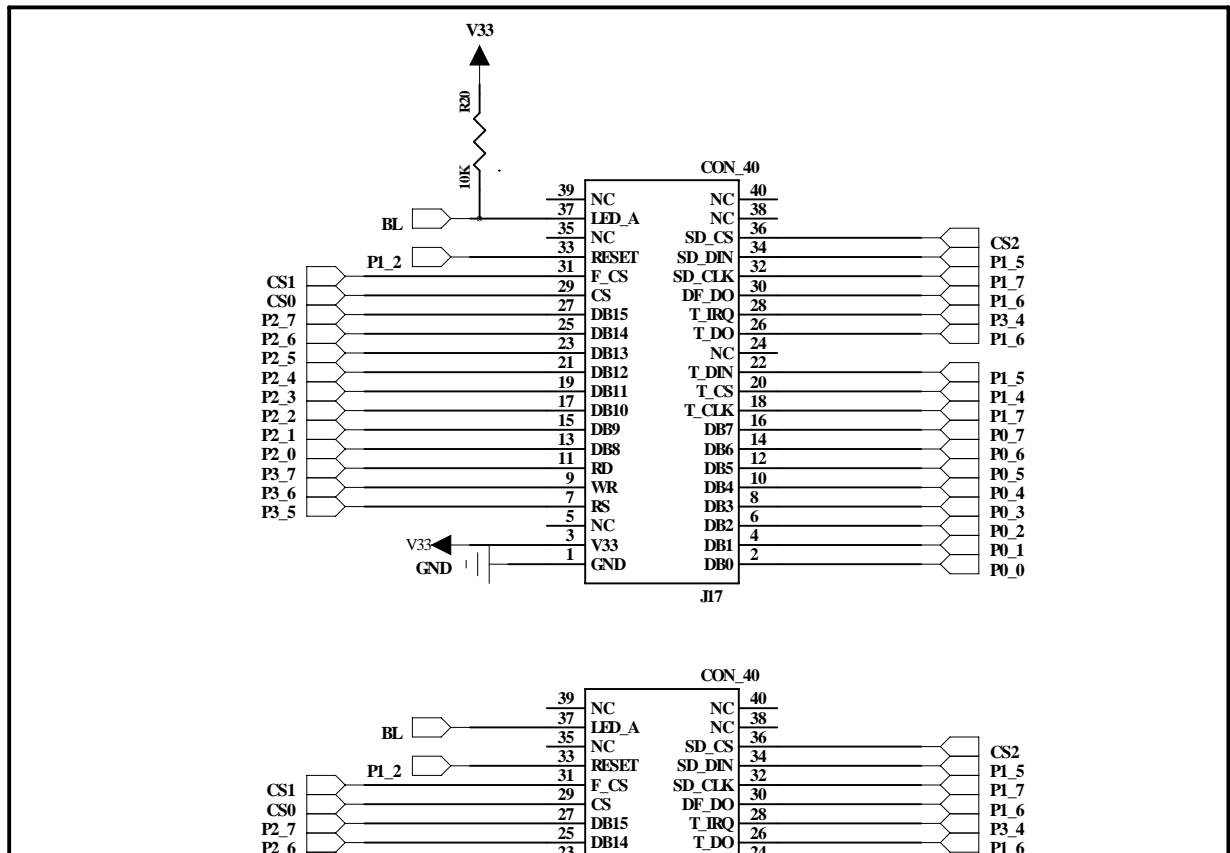 V33
R20
10K
CON_40
39 NC NC 40
BL 37 LED_A NC 38
35 NC SD_CS 36 CS2
P1_2 33 RESET SD_DIN 34 P1_5
CS1 31 F_CS SD_CLK 32 P1_7
CS0 29 CS DF_DO 30 P1_6
P2_7 27 DB15 T_IRQ 28 P3_4
P2_6 25 DB14 T_DO 26 P1_6
P2_5 23 DB13 NC 24
P2_4 21 DB12 T_DIN 22 P1_5
P2_3 19 DB11 T_CS 20 P1_4
P2_2 17 DB10 T_CLK 18 P1_7
P2_1 15 DB9 DB7 16 P0_7
P2_0 13 DB8 DB6 14 P0_6
P3_7 11 RD DB5 12 P0_5
P3_6 9 WR DB4 10 P0_4
P3_5 7 RS DB3 8 P0_3
5 NC DB2 6 P0_2
V33 3 V33 DB1 4 P0_1
GND 1 GND DB0 2 P0_0
J17
CON_40
39 NC NC 40
BL 37 LED_A NC 38
35 NC SD_CS 36 CS2
P1_2 33 RESET SD_DIN 34 P1_5
CS1 31 F_CS SD_CLK 32 P1_7
CS0 29 CS DF_DO 30 P1_6
P2_7 27 DB15 T_IRQ 28 P3_4
P2_6 25 DB14 T_DO 26 P1_6
23 24